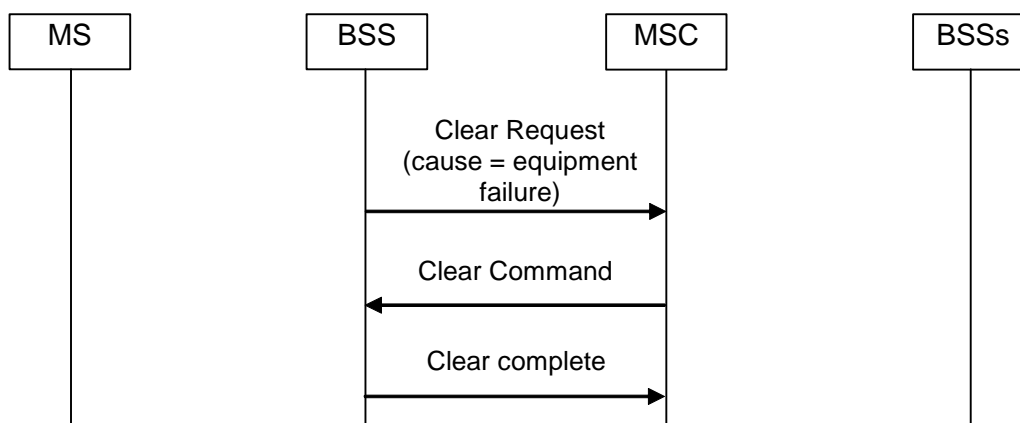 MS
BSS
MSC
BSSs
Clear Request
(cause = equipment
failure)
Clear Command
Clear complete